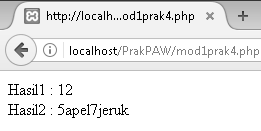 http://localh...od1prak4.php
localhost/PrakPAW/mod1prak4.php
Hasil1 : 12
Hasil2 : 5apel7jeruk